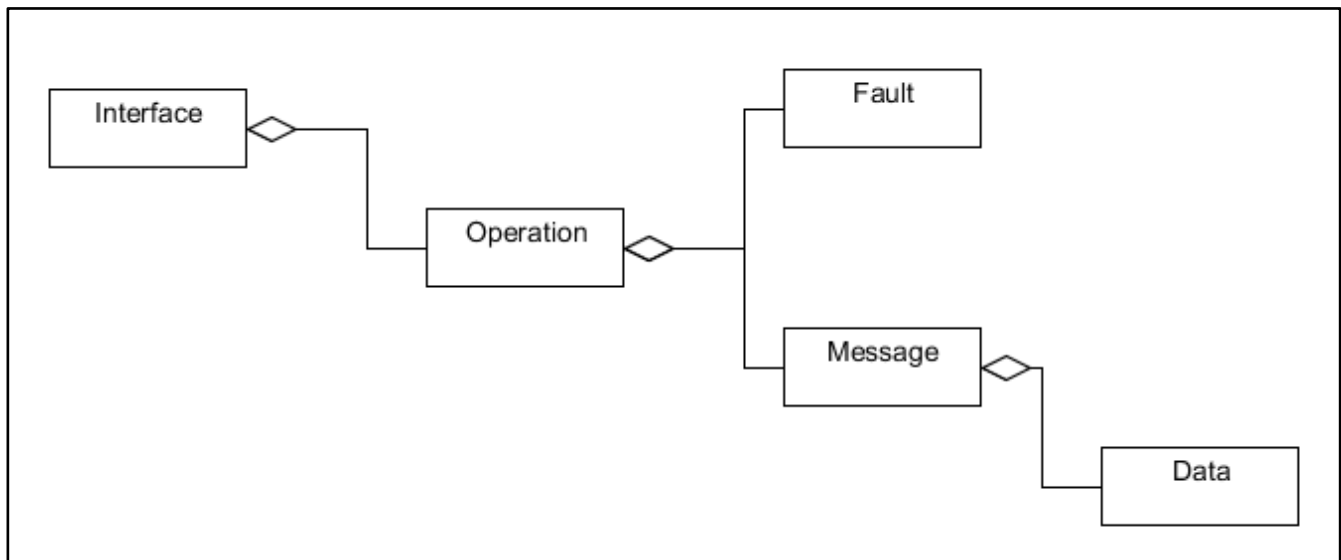 Interface
Fault
Operation
Message
Data